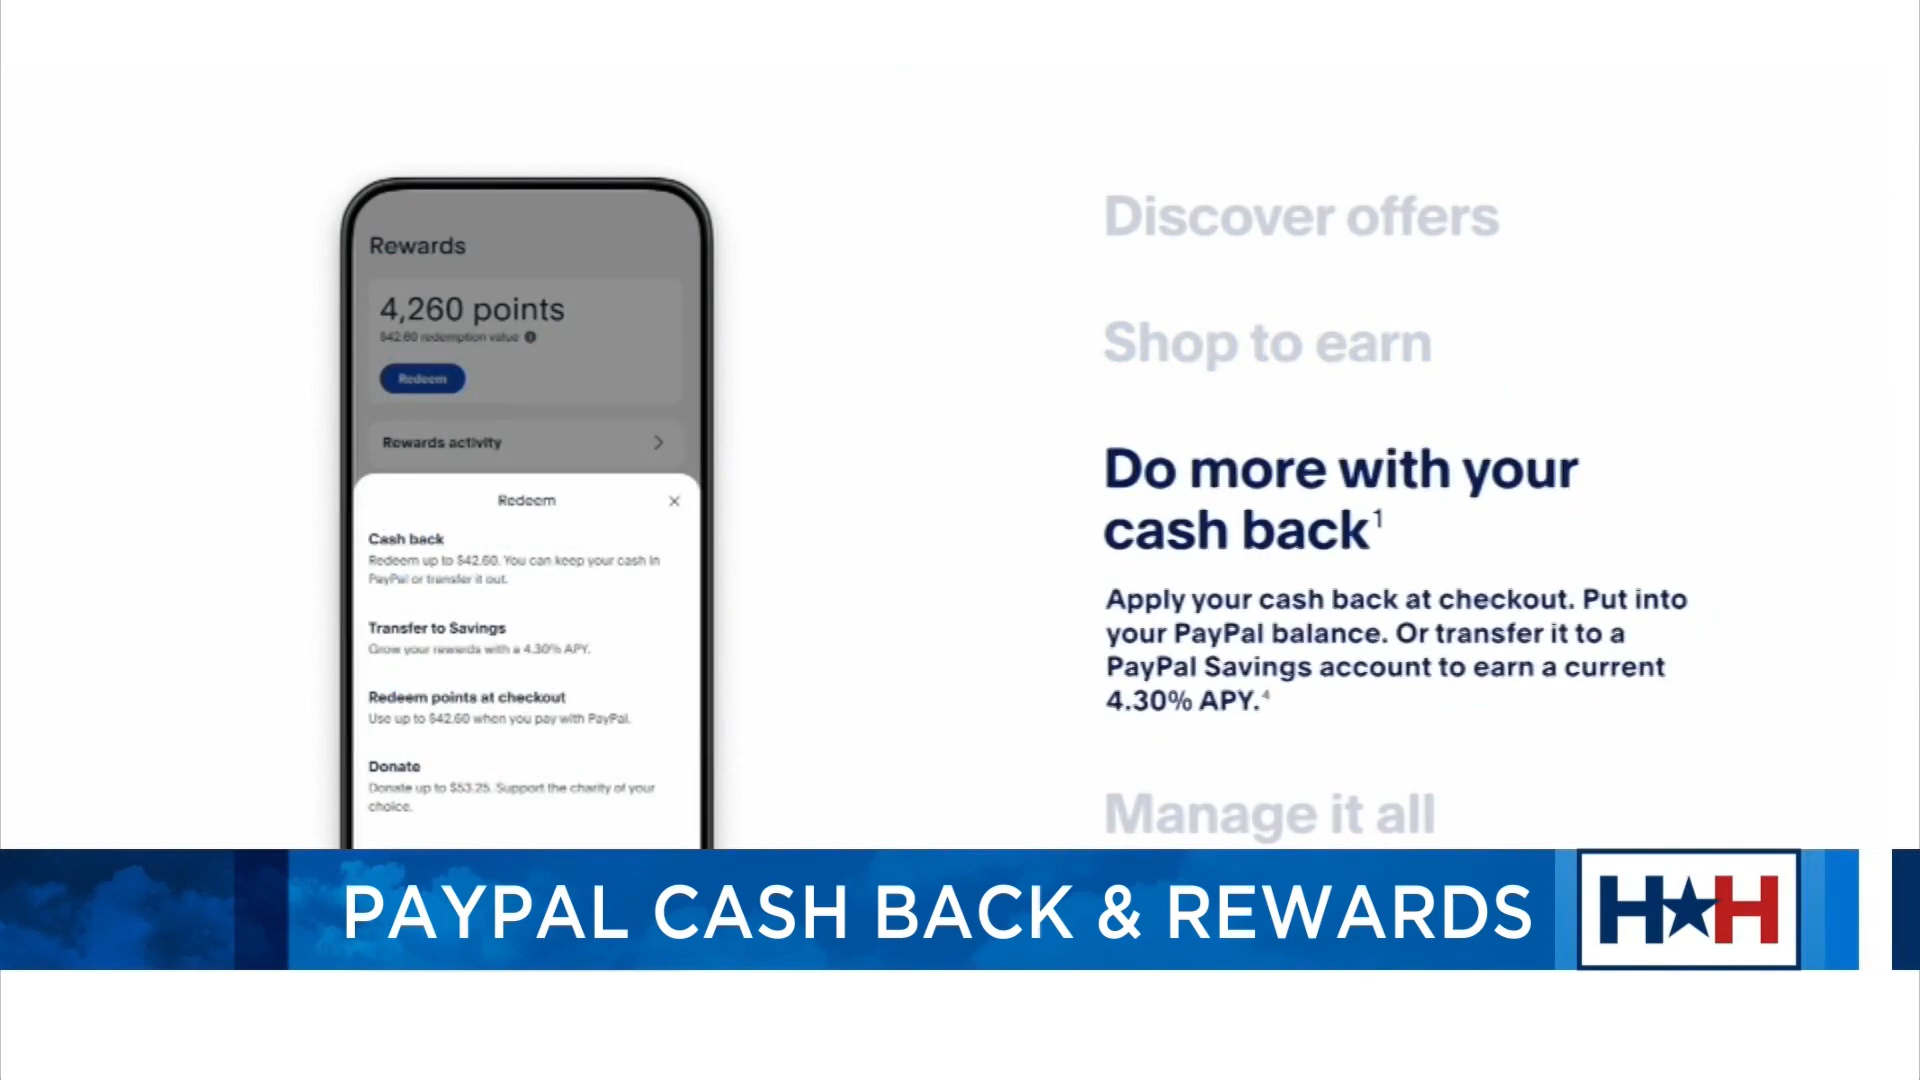 Rewards
4,260 points
$42.60 redemption value
Redeem
Rewards activity
Redeem
Cash back
Redeem up to $42.60. You can keep your cash in
PayPal or transfer it out.
Transfer to Savings
Grow your rewards with a 4.30% APY.
Redeem points at checkout
Use up to $42.60 when you pay with PayPal.
Donate
Donate up to $53.25. Support the charity of your
choice.
Discover offers
Shop to earn
Do more with your
cash back¹
Apply your cash back at checkout. Put into
your PayPal balance. Or transfer it to a
PayPal Savings account to earn a current
4.30% APY.⁴
Manage it all
PAYPAL CASH BACK & REWARDS
H★H